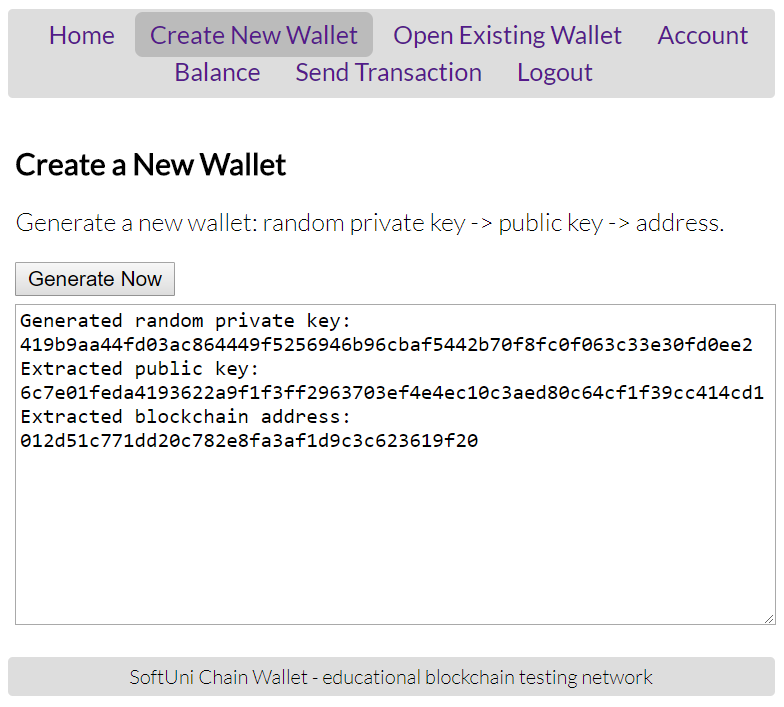 Home Create New Wallet Open Existing Wallet Account
Balance Send Transaction Logout
Create a New Wallet
Generate a new wallet: random private key -> public key -> address.
Generate Now
Generated random private key:
419b9aa44fd03ac864449f5256946b96cbaf5442b70f8fc0f063c33e30fd0ee2
Extracted public key:
6c7e01feda4193622a9f1f3ff2963703ef4e4ec10c3aed80c64cf1f39cc414cd1
Extracted blockchain address:
012d51c771dd20c782e8fa3af1d9c3c623619f20
SoftUni Chain Wallet - educational blockchain testing network